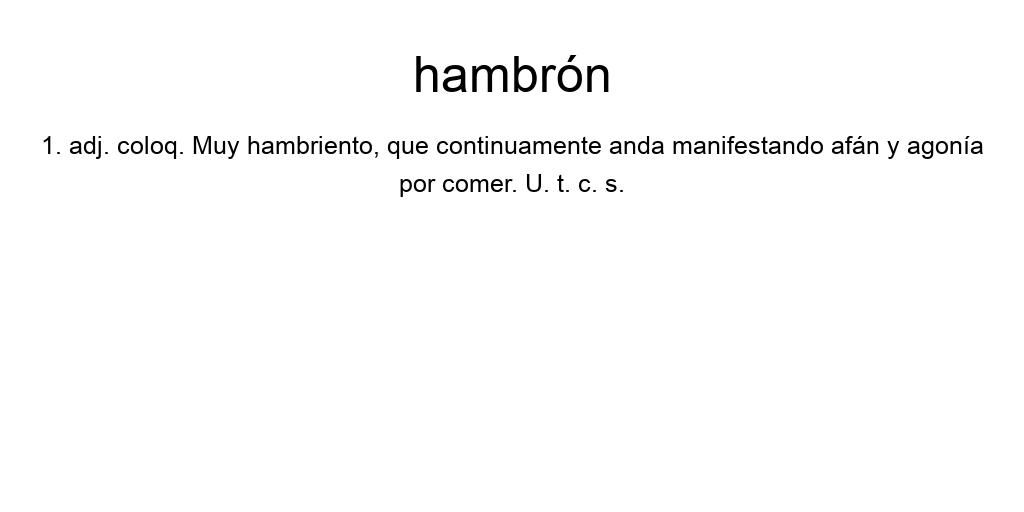 hambrón
1. adj. coloq. Muy hambriento, que continuamente anda manifestando afán y agonía
por comer. U. t. c. s.